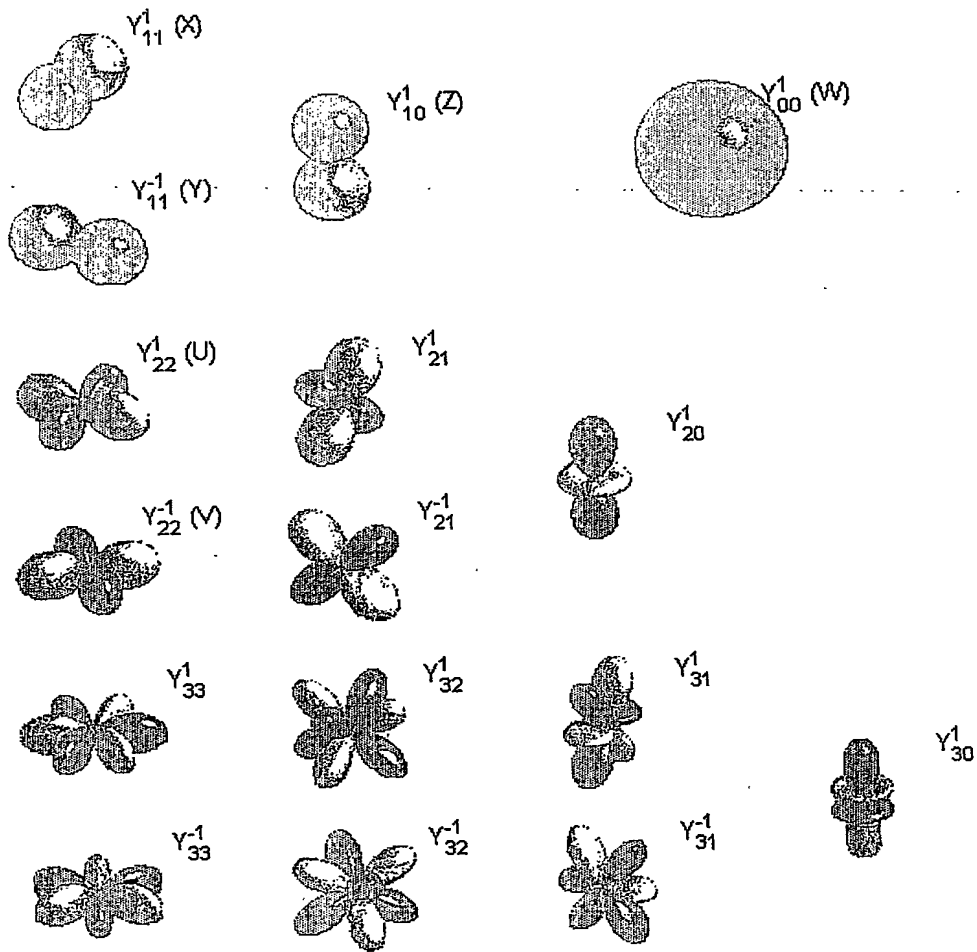 Y¹₁₁ (X)
Y¹₁₀ (Z)
Y¹₀₀ (W)
Y⁻¹₁₁ (Y)
Y¹₂₂ (U)
Y¹₂₁
Y¹₂₀
Y⁻¹₂₂ (V)
Y⁻¹₂₁
Y¹₃₃
Y¹₃₂
Y¹₃₁
Y¹₃₀
Y⁻¹₃₃
Y⁻¹₃₂
Y⁻¹₃₁